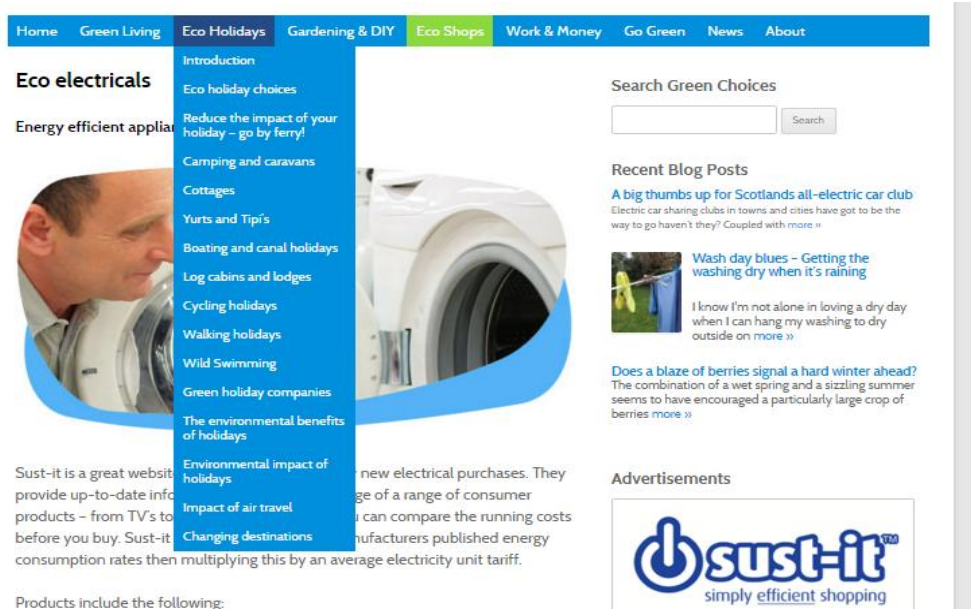 Home Green Living Eco Holidays Gardening & DIY Eco Shops Work & Money Go Green News About
Introduction
Eco holiday choices
Reduce the impact of your
holiday – go by ferry!
Camping and caravans
Cottages
Yurts and Tipi's
Boating and canal holidays
Log cabins and lodges
Cycling holidays
Walking holidays
Wild Swimming
Green holiday companies
The environmental benefits
of holidays
Environmental impact of
holidays
Impact of air travel
Changing destinations
Eco electricals
Energy efficient
Sust-it is a great new electrical purchases. They
provide up-to-date of a range of consumer
products – from TV's to can compare the running costs
before you buy. Sust-it published energy
consumption rates then multiplying this by an average electricity unit tariff.
Products include the following:
Search Green Choices
Search
Recent Blog Posts
A big thumbs up for Scotlands all-electric car club
Electric car sharing clubs in towns and cities have got to be the
way to go haven't they? Coupled with more »
Wash day blues – Getting the
washing dry when it's raining
I know I'm not alone in loving a dry day
when I can hang my washing to dry
outside on more »
Does a blaze of berries signal a hard winter ahead?
The combination of a wet spring and a sizzling summer
seems to have encouraged a particularly large crop of
berries more »
Advertisements
sust-it™
simply efficient shopping